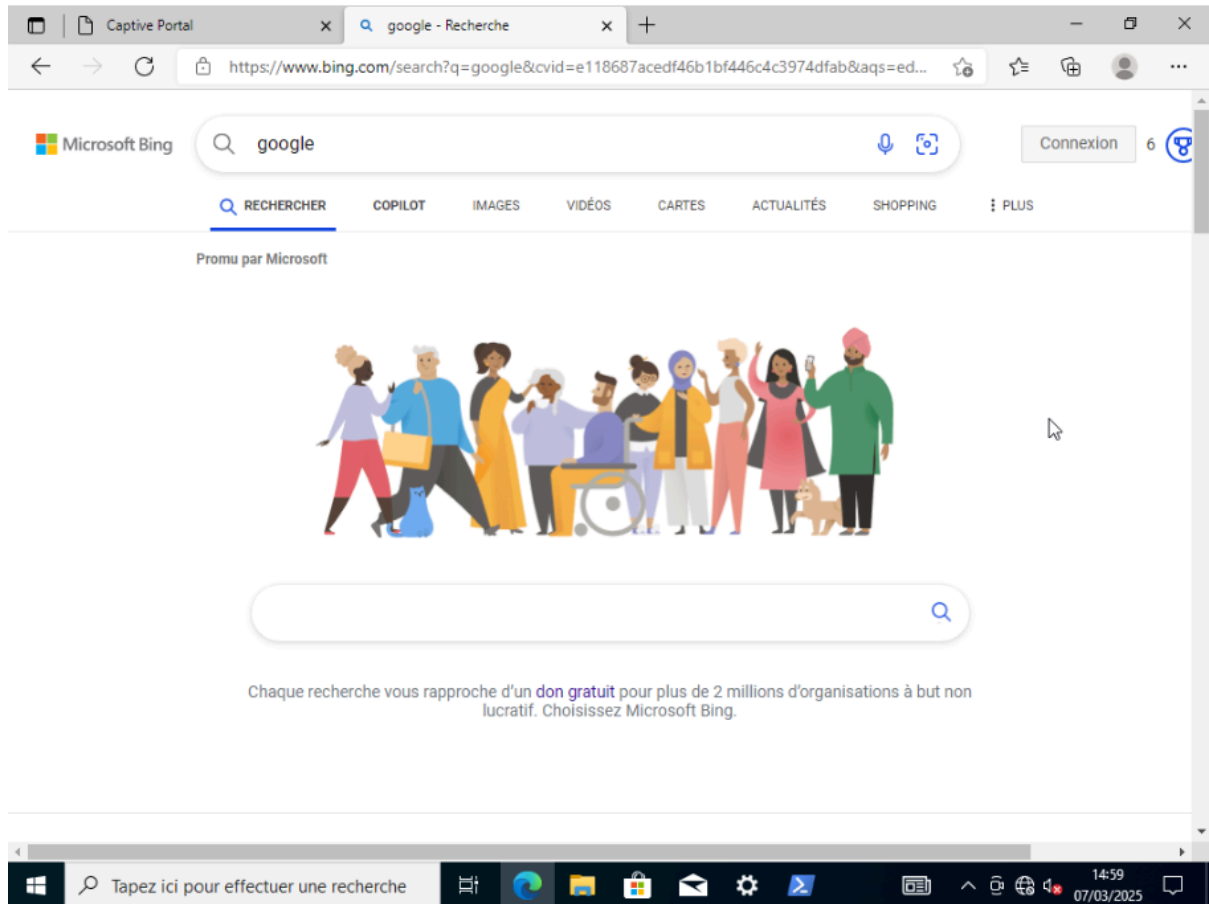 Captive Portal
google - Recherche
https://www.bing.com/search?q=google&cvid=e118687acedf46b1bf446c4c3974dfab&aqs=ed...
Microsoft Bing
google
Connexion
6
RECHERCHER
COPILOT
IMAGES
VIDÉOS
CARTES
ACTUALITÉS
SHOPPING
PLUS
Promu par Microsoft
Chaque recherche vous rapproche d'un don gratuit pour plus de 2 millions d'organisations à but non
lucratif. Choisissez Microsoft Bing.
Tapez ici pour effectuer une recherche
14:59
07/03/2025